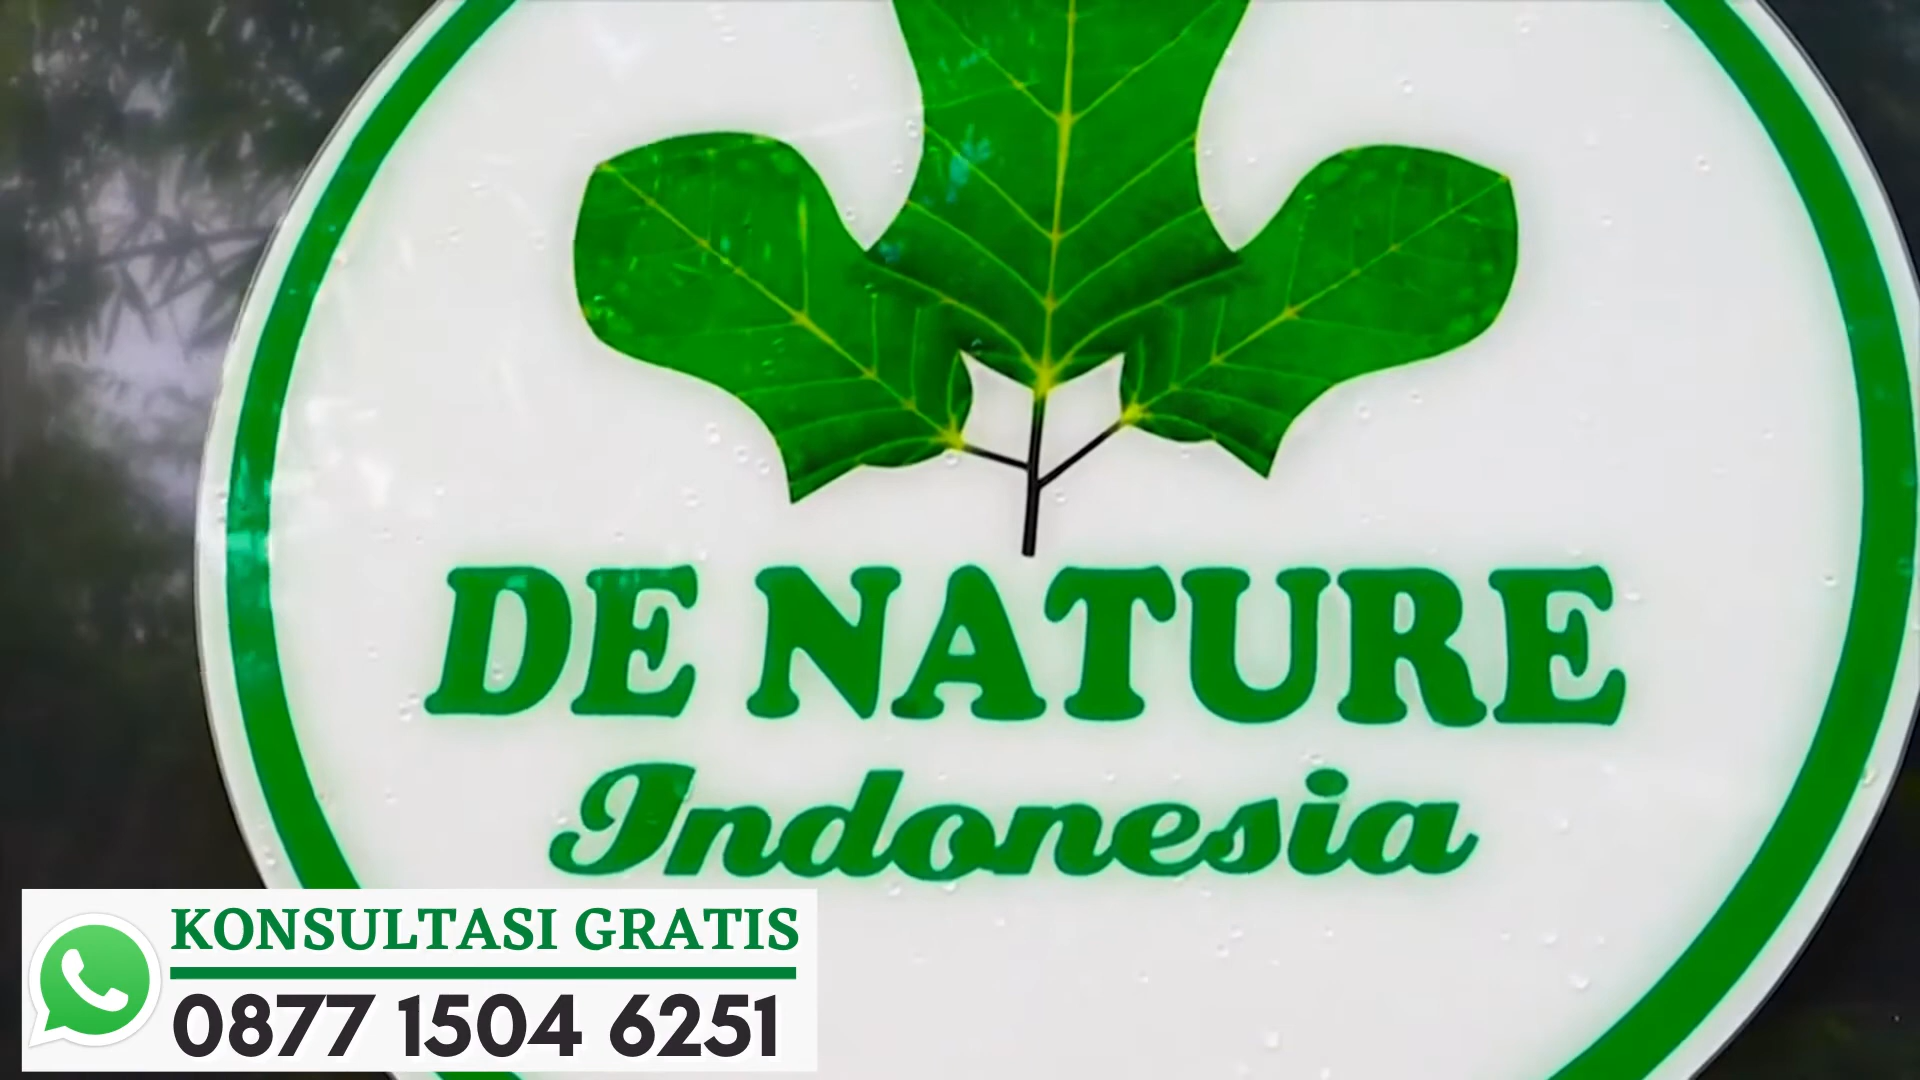 DE NATURE
Indonesia
KONSULTASI GRATIS
0877 1504 6251